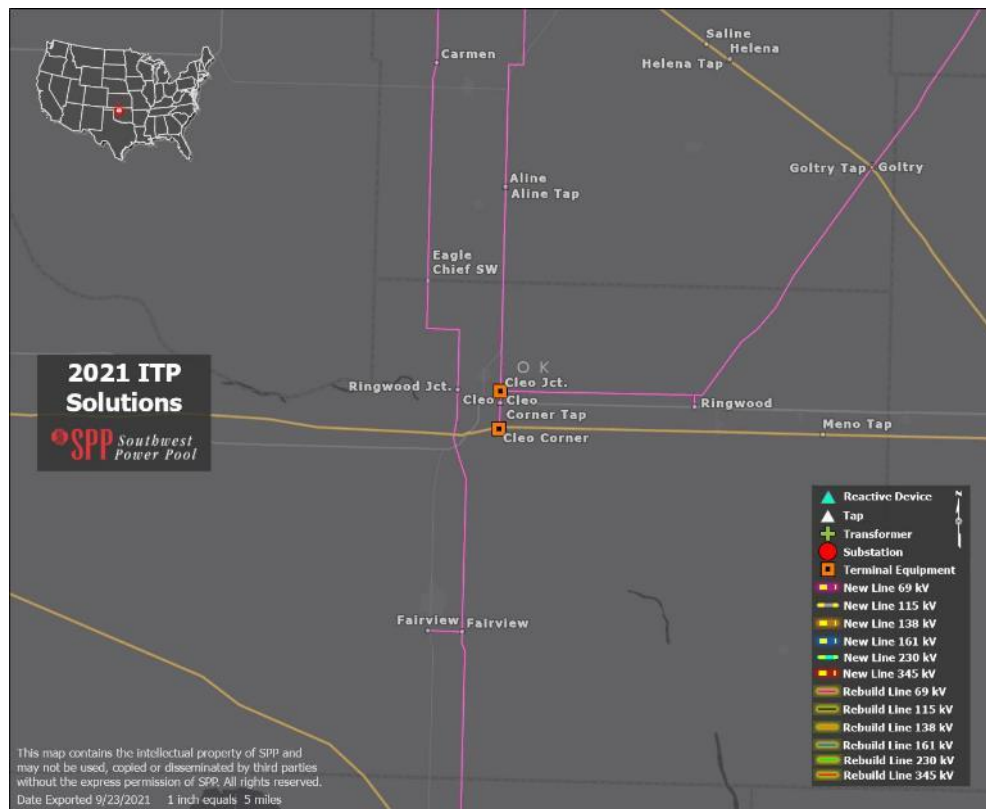 Saline
Helena
Helena Tap
Carmen
Goltry Tap
Goltry
Aline
Aline Tap
Eagle
Chief SW
O K
Ringwood Jct.
Cleo Jct.
Cleo
Cleo
Corner Tap
Ringwood
Cleo Corner
Meno Tap
2021 ITP
Solutions
SPP Southwest
Power Pool
Fairview
Fairview
N
Reactive Device
Tap
Transformer
Substation
Terminal Equipment
New Line 69 kV
New Line 115 kV
New Line 138 kV
New Line 161 kV
New Line 230 kV
New Line 345 kV
Rebuild Line 69 kV
Rebuild Line 115 kV
Rebuild Line 138 kV
Rebuild Line 161 kV
Rebuild Line 230 kV
Rebuild Line 345 kV
This map contains the intellectual property of SPP and
may not be used, copied or disseminated by third parties
without the express permission of SPP. All rights reserved.
Date Exported 9/23/2021 1 inch equals 5 miles